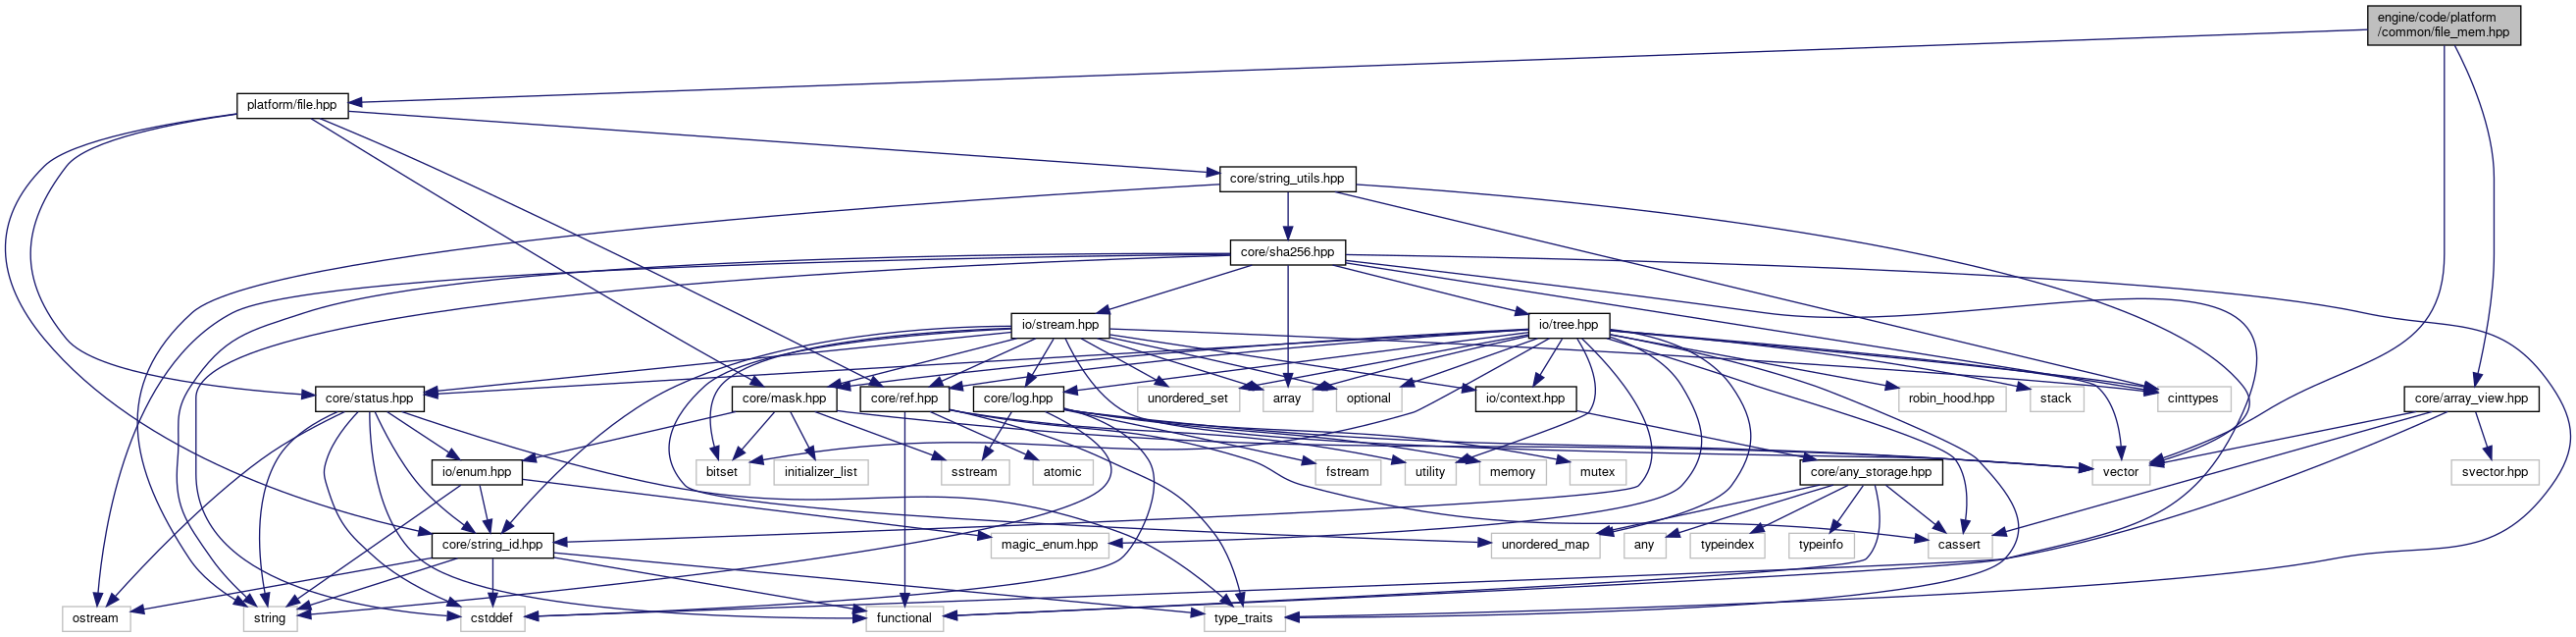 engine/code/platform
/common/file_mem.hpp
platform/file.hpp
core/string_utils.hpp
core/sha256.hpp
io/stream.hpp
io/tree.hpp
core/status.hpp
core/mask.hpp
core/ref.hpp
core/log.hpp
unordered_set
array
optional
io/context.hpp
robin_hood.hpp
stack
cinttypes
core/array_view.hpp
io/enum.hpp
bitset
initializer_list
sstream
atomic
fstream
utility
memory
mutex
core/any_storage.hpp
vector
svector.hpp
core/string_id.hpp
magic_enum.hpp
unordered_map
any
typeindex
typeinfo
cassert
ostream
string
cstddef
functional
type_traits